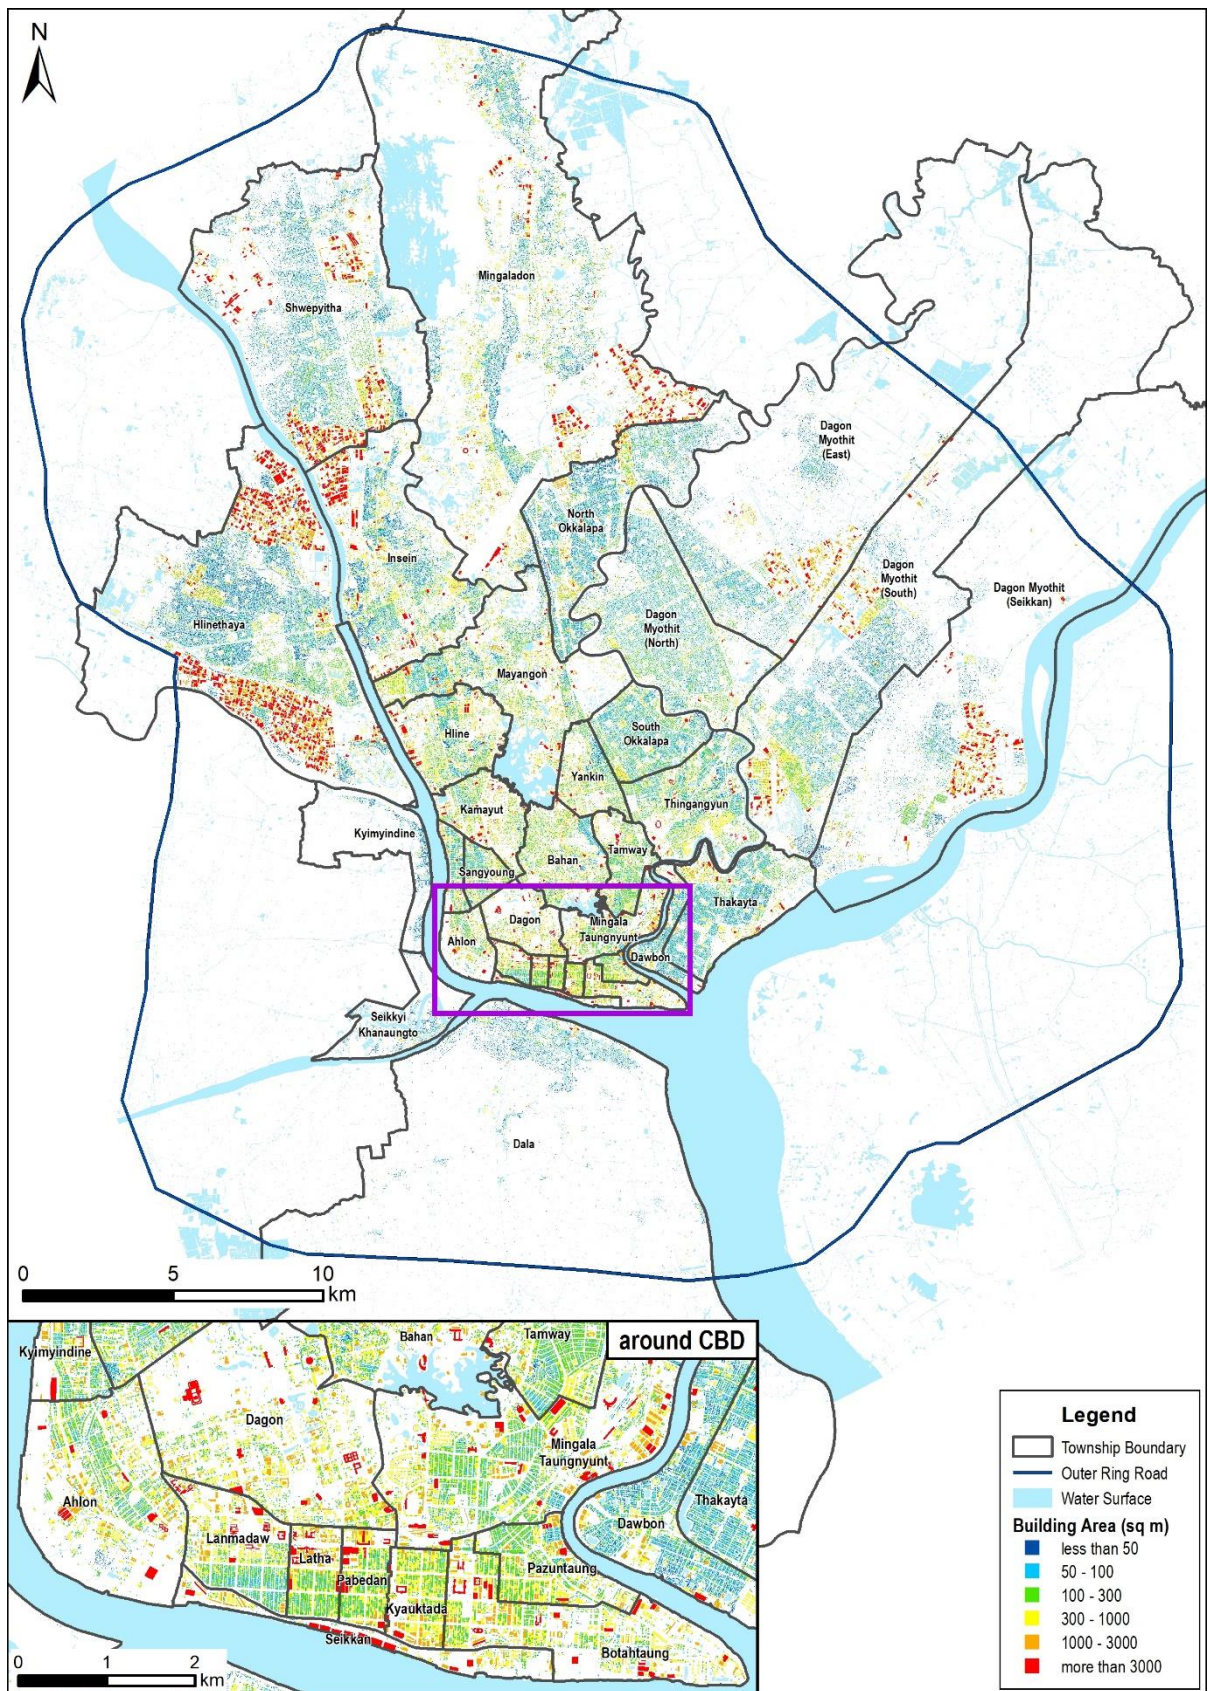 N
Mingaladon
Shwepyitha
Dagon
Myothit
(East)
North
Okkalapa
Insein
Dagon
Myothit
(South)
Dagon Myothit
(Seikkan)
Hlinethaya
Dagon
Myothit
(North)
Mayangon
Hline
South
Okkalapa
Yankin
Kamayut
Thingangyun
Kyimyindine
Tamway
Bahan
Sangyoung
Thakayta
Dagon
Mingala
Taungnyunt
Ahlon
Dawbon
Seikkyi
Khanaungto
Dala
0 5 10
km
around CBD
Kyimyindine
Bahan
Tamway
Dagon
Mingala
Taungnyunt
Ahlon
Thakayta
Lanmadaw
Dawbon
Latha
Pabedan
Pazuntaung
Kyauktada
Seikkan
Botahtaung
0 1 2
km
Legend
Township Boundary
Outer Ring Road
Water Surface
Building Area (sq m)
less than 50
50 - 100
100 - 300
300 - 1000
1000 - 3000
more than 3000